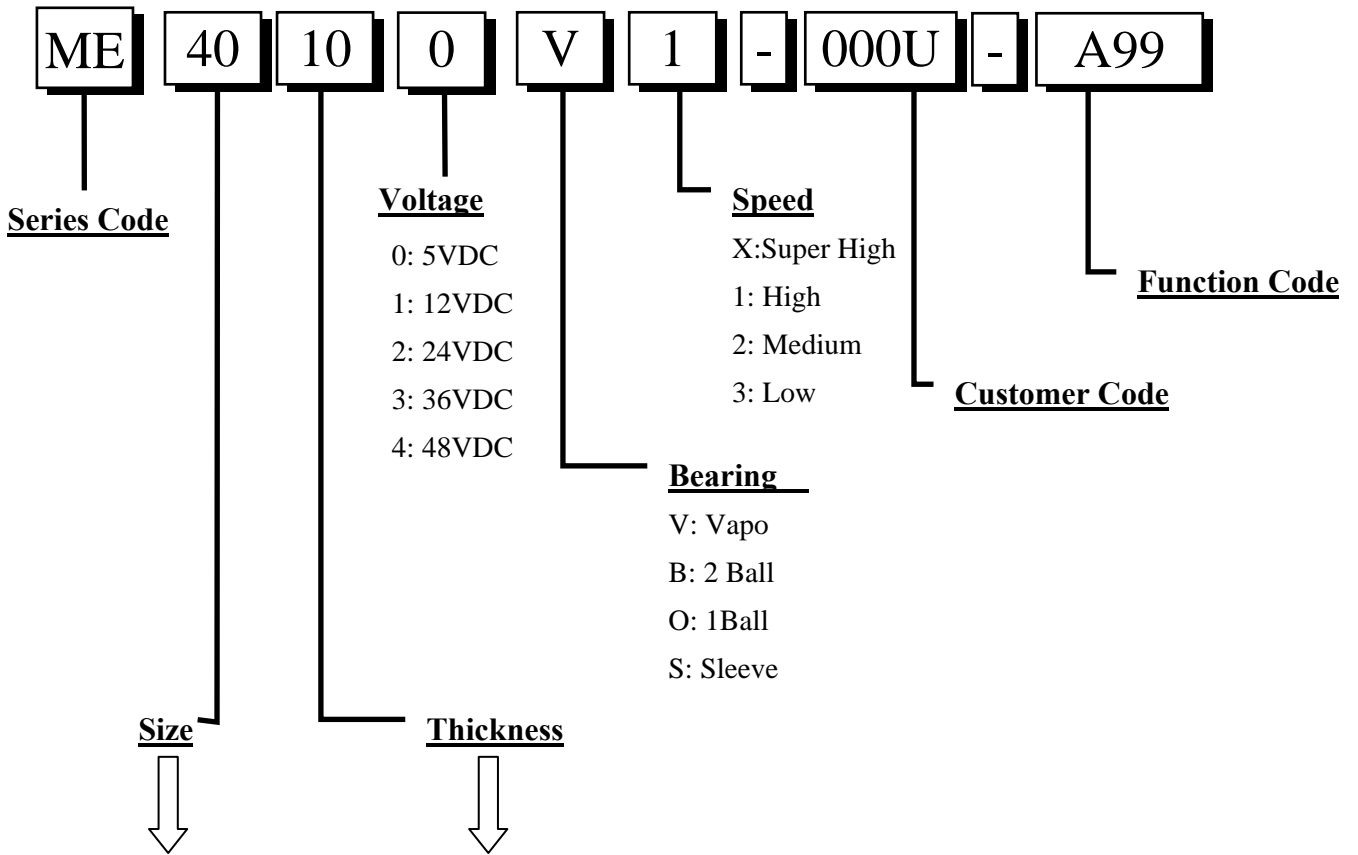 ME 40 10 0 V 1 - 000U - A99
Series Code
Voltage
0: 5VDC
1: 12VDC
2: 24VDC
3: 36VDC
4: 48VDC
Speed
X:Super High
1: High
2: Medium
3: Low
Function Code
Customer Code
Bearing
V: Vapo
B: 2 Ball
O: 1Ball
S: Sleeve
Size
Thickness